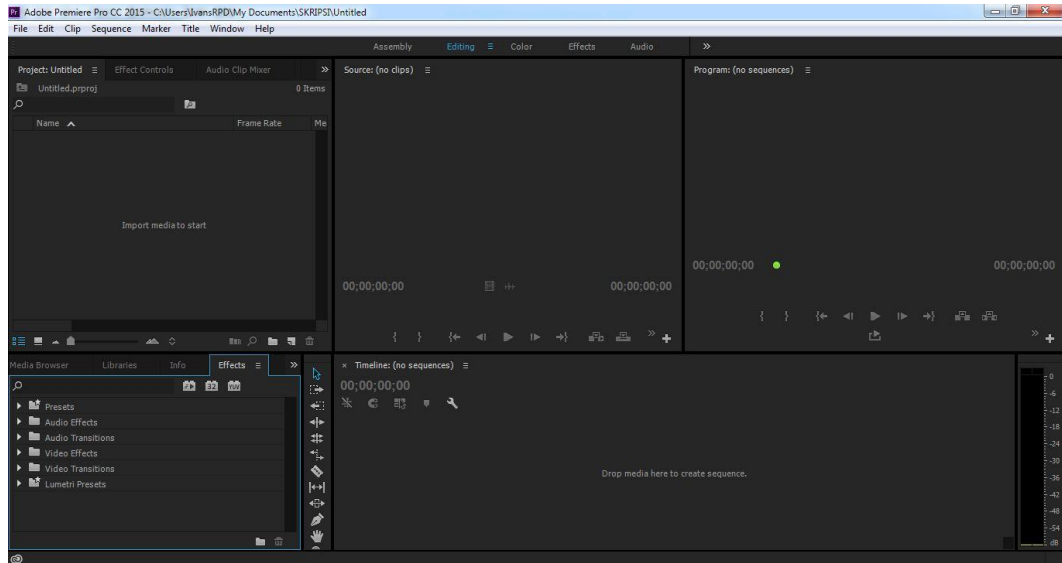 Pr Adobe Premiere Pro CC 2015 - C:\Users\IvansRPD\My Documents\SKRIPSI\Untitled
File Edit Clip Sequence Marker Title Window Help
Assembly Editing Color Effects Audio
Project: Untitled Effect Controls Audio Clip Mixer
Untitled.prproj 0 Items
Name Frame Rate Me
Import media to start
Source: (no clips)
00;00;00;00 00;00;00;00
Program: (no sequences)
00;00;00;00 00;00;00;00
Media Browser Libraries Info Effects
32 YUV
Presets
Audio Effects
Audio Transitions
Video Effects
Video Transitions
Lumetri Presets
× Timeline: (no sequences)
00;00;00;00
Drop media here to create sequence.
0
-6
-12
-18
-24
-30
-36
-42
-48
-54
dB